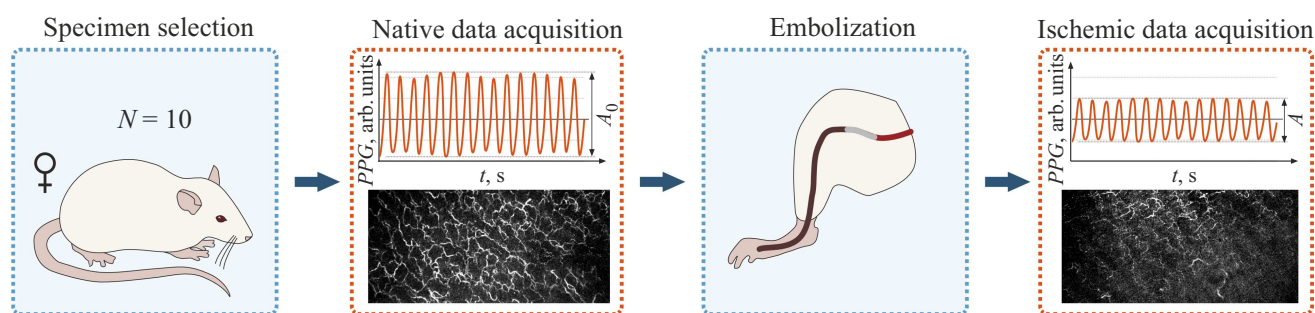 Specimen selection
Native data acquisition
Embolization
Ischemic data acquisition
N = 10
♀
PPG, arb. units
A₀
t, s
PPG, arb. units
A
t, s